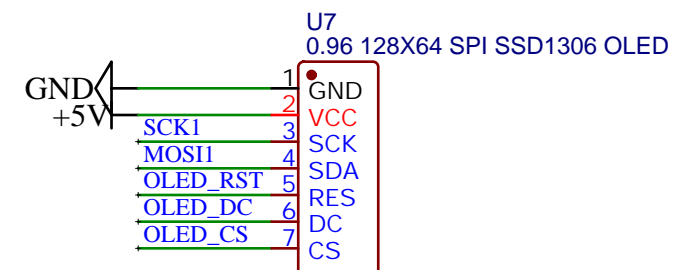 U7
0.96 128X64 SPI SSD1306 OLED
GND 1 GND
+5V 2 VCC
SCK1 3 SCK
MOSI1 4 SDA
OLED_RST 5 RES
OLED_DC 6 DC
OLED_CS 7 CS